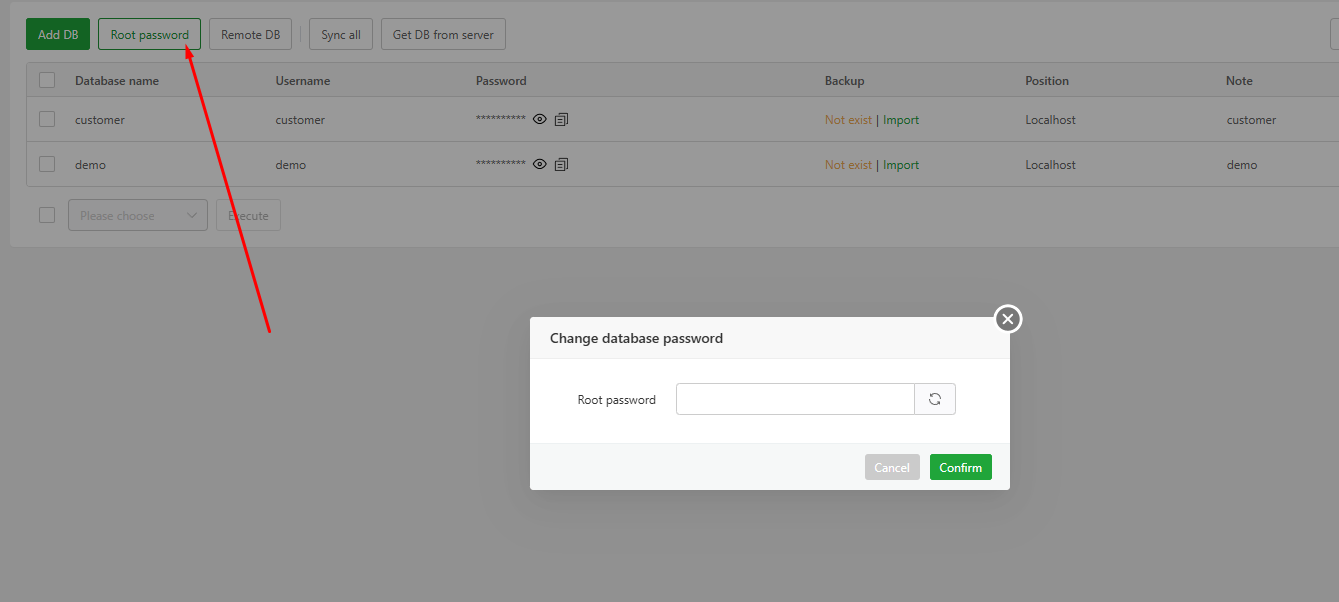 Add DB Root password Remote DB Sync all Get DB from server
Database name Username Password Backup Position Note
customer customer ********** Not exist | Import Localhost customer
demo demo ********** Not exist | Import Localhost demo
Please choose Execute
Change database password
Root password
Cancel Confirm